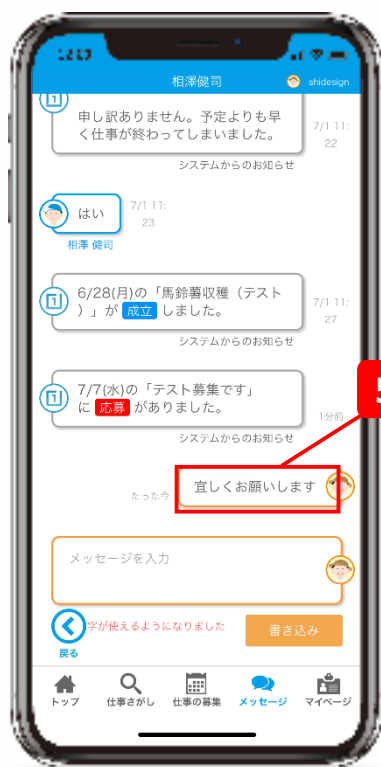 相澤健司
shidesign
申し訳ありません。予定よりも早
く仕事が終わってしまいました。
7/1 11:
22
システムからのお知らせ
はい
7/1 11:
23
相澤 健司
6/28(月)の「馬鈴薯収穫（テスト
）」が 成立 しました。
7/1 11:
27
システムからのお知らせ
7/7(水)の「テスト募集です」
に 応募 がありました。
1分前
システムからのお知らせ
5
宜しくお願いします
たった今
メッセージを入力
字が使えるようになりました
書き込み
戻る
トップ
仕事さがし
仕事の募集
メッセージ
マイページ